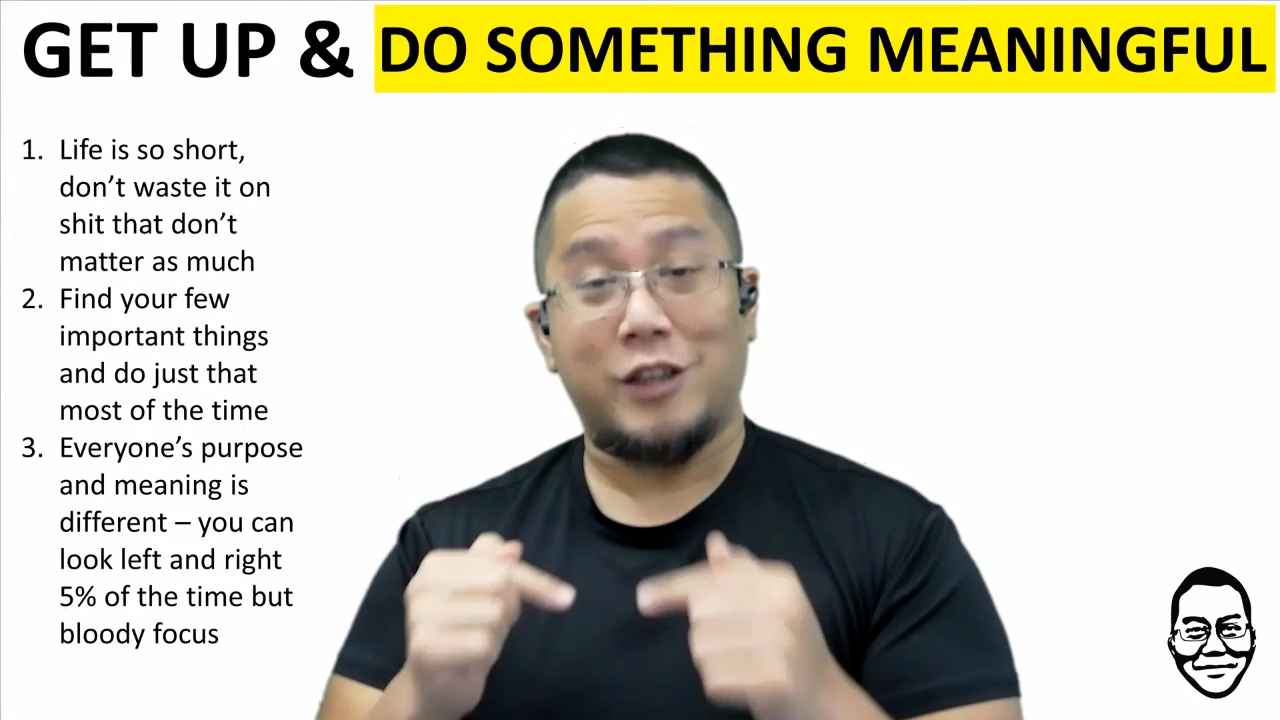 GET UP & DO SOMETHING MEANINGFUL
1. Life is so short,
don’t waste it on
shit that don’t
matter as much
2. Find your few
important things
and do just that
most of the time
3. Everyone’s purpose
and meaning is
different – you can
look left and right
5% of the time but
bloody focus